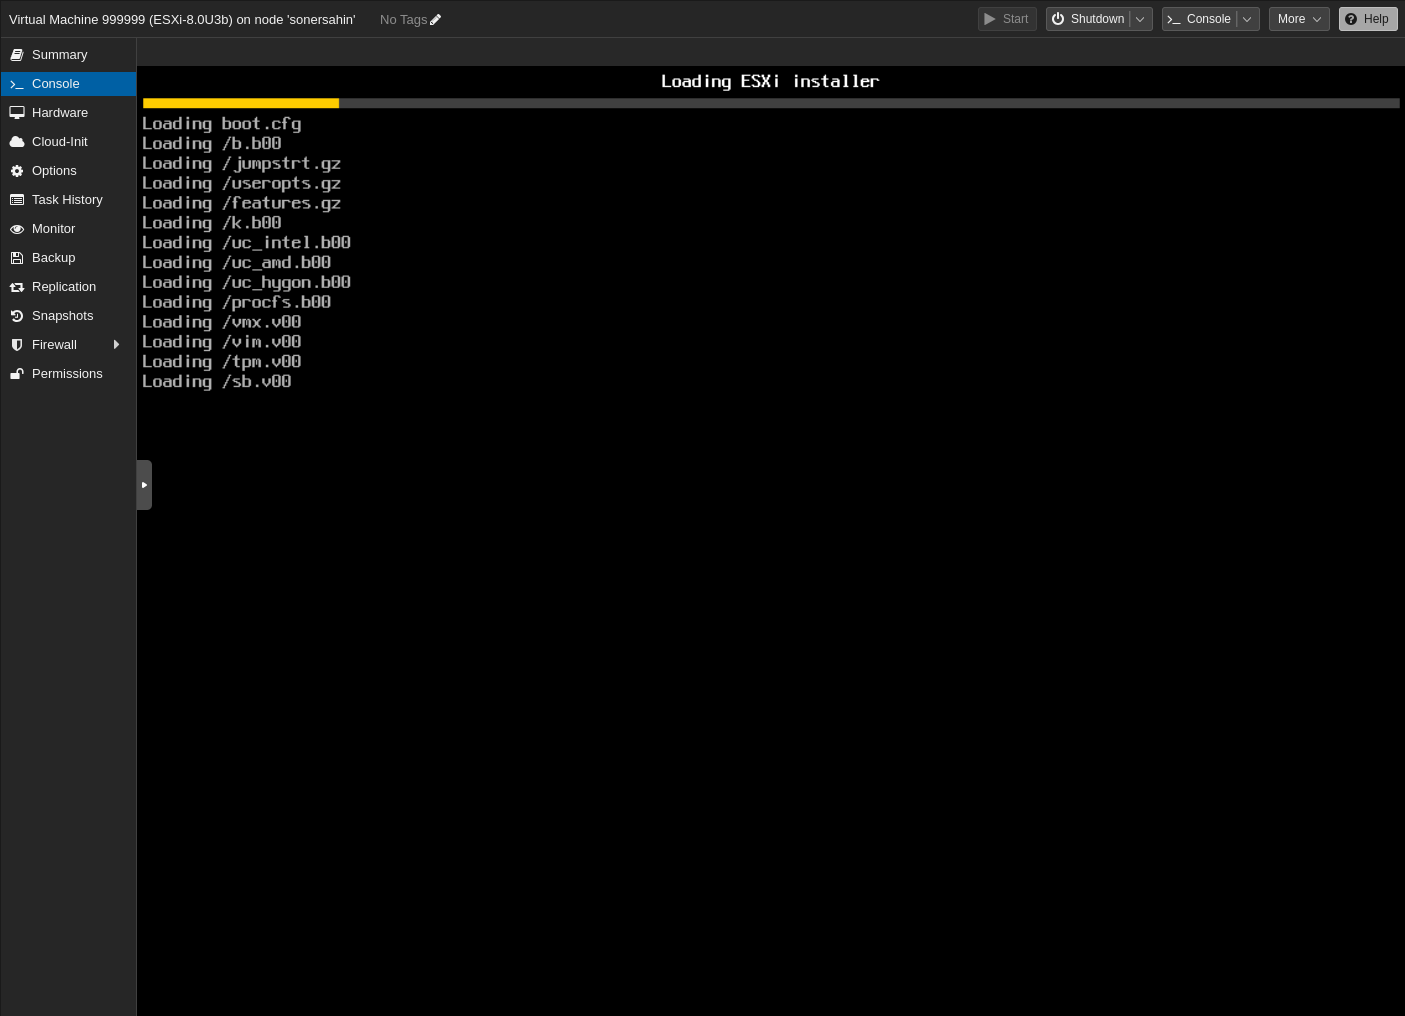 Virtual Machine 999999 (ESXi-8.0U3b) on node 'sonersahin' No Tags Start Shutdown Console More Help
Summary
Console
Hardware
Cloud-Init
Options
Task History
Monitor
Backup
Replication
Snapshots
Firewall
Permissions
Loading ESXi installer
Loading boot.cfg
Loading /b.b00
Loading /jumpstrt.gz
Loading /useropts.gz
Loading /features.gz
Loading /k.b00
Loading /uc_intel.b00
Loading /uc_amd.b00
Loading /uc_hygon.b00
Loading /procfs.b00
Loading /vmx.v00
Loading /vim.v00
Loading /tpm.v00
Loading /sb.v00